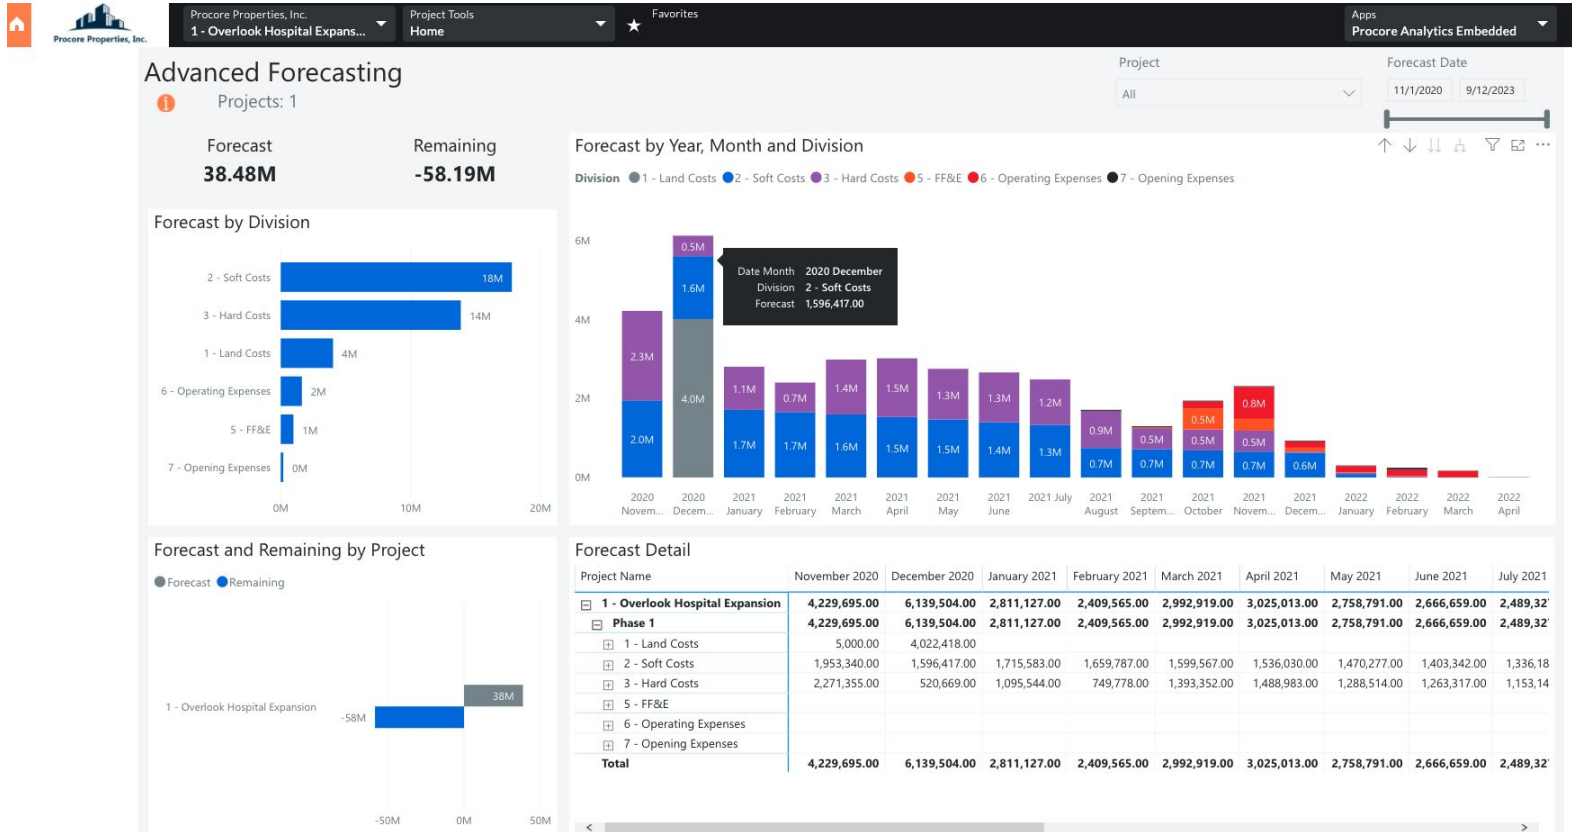 Procore Properties, Inc.
Procore Properties, Inc.
1 - Overlook Hospital Expans...
Project Tools
Home
Favorites
Apps
Procore Analytics Embedded
Advanced Forecasting
Projects: 1
Project
All
Forecast Date
11/1/2020 9/12/2023
Forecast
38.48M
Remaining
-58.19M
Forecast by Division
2 - Soft Costs 18M
3 - Hard Costs 14M
1 - Land Costs 4M
6 - Operating Expenses 2M
5 - FF&E 1M
7 - Opening Expenses 0M
0M 10M 20M
Forecast by Year, Month and Division
Division 1 - Land Costs 2 - Soft Costs 3 - Hard Costs 5 - FF&E 6 - Operating Expenses 7 - Opening Expenses
6M
4M
2M
0M
2.3M
2.0M
0.5M
1.6M
4.0M
Date Month 2020 December
Division 2 - Soft Costs
Forecast 1,596,417.00
1.1M
1.7M
0.7M
1.7M
1.4M
1.6M
1.5M
1.5M
1.3M
1.5M
1.3M
1.4M
1.2M
1.3M
0.9M
0.7M
0.5M
0.7M
0.5M
0.5M
0.7M
0.8M
0.5M
0.7M
0.6M
2020 2020 2021 2021 2021 2021 2021 2021 2021 July 2021 2021 2021 2021 2021 2022 2022 2022 2022
Novem... Decem... January February March April May June August Septem... October Novem... Decem... January February March April
Forecast and Remaining by Project
Forecast Remaining
1 - Overlook Hospital Expansion
38M
-58M
-50M 0M 50M
Forecast Detail
Project Name November 2020 December 2020 January 2021 February 2021 March 2021 April 2021 May 2021 June 2021 July 2021
1 - Overlook Hospital Expansion 4,229,695.00 6,139,504.00 2,811,127.00 2,409,565.00 2,992,919.00 3,025,013.00 2,758,791.00 2,666,659.00 2,489,32
Phase 1 4,229,695.00 6,139,504.00 2,811,127.00 2,409,565.00 2,992,919.00 3,025,013.00 2,758,791.00 2,666,659.00 2,489,32
1 - Land Costs 5,000.00 4,022,418.00
2 - Soft Costs 1,953,340.00 1,596,417.00 1,715,583.00 1,659,787.00 1,599,567.00 1,536,030.00 1,470,277.00 1,403,342.00 1,336,18
3 - Hard Costs 2,271,355.00 520,669.00 1,095,544.00 749,778.00 1,393,352.00 1,488,983.00 1,288,514.00 1,263,317.00 1,153,14
5 - FF&E
6 - Operating Expenses
7 - Opening Expenses
Total 4,229,695.00 6,139,504.00 2,811,127.00 2,409,565.00 2,992,919.00 3,025,013.00 2,758,791.00 2,666,659.00 2,489,32